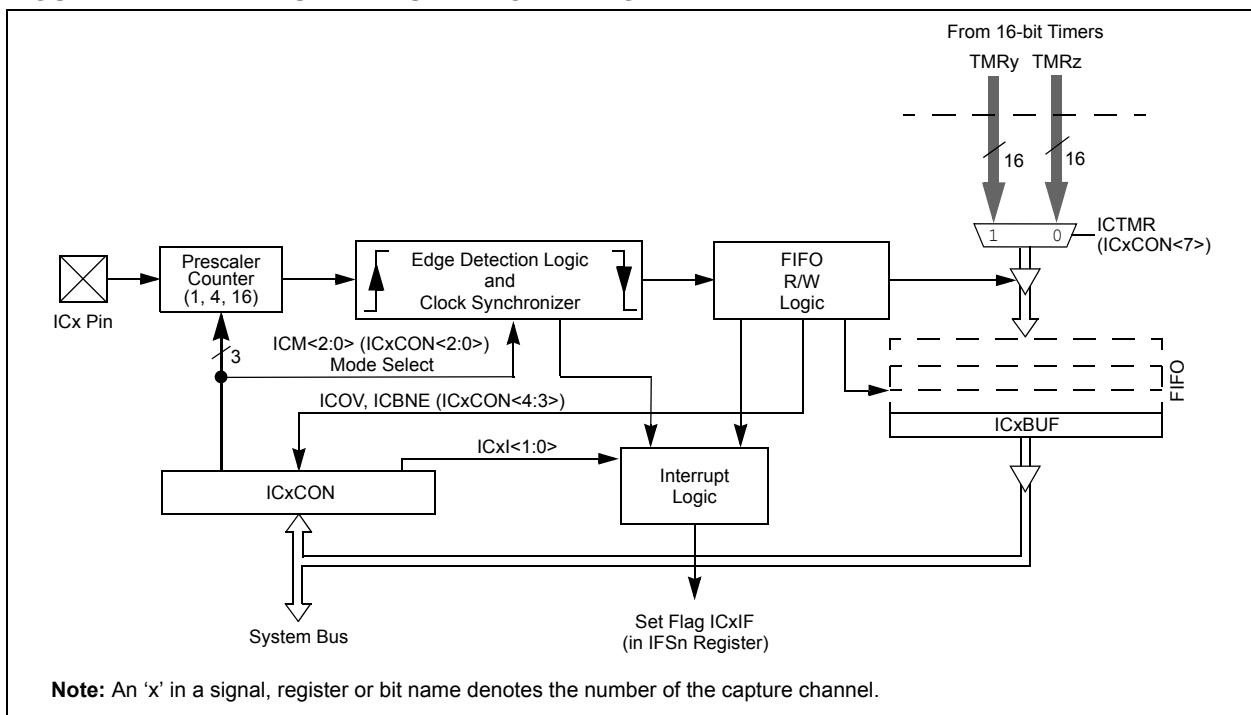 From 16-bit Timers
TMRy TMRz
16 16
1 0
ICTMR
(ICxCON<7>)
Prescaler
Counter
(1, 4, 16)
Edge Detection Logic
and
Clock Synchronizer
FIFO
R/W
Logic
ICx Pin
3
ICM<2:0> (ICxCON<2:0>)
Mode Select
FIFO
ICOV, ICBNE (ICxCON<4:3>)
ICxBUF
ICxI<1:0>
ICxCON
Interrupt
Logic
System Bus
Set Flag ICxIF
(in IFSn Register)
Note: An ‘x’ in a signal, register or bit name denotes the number of the capture channel.